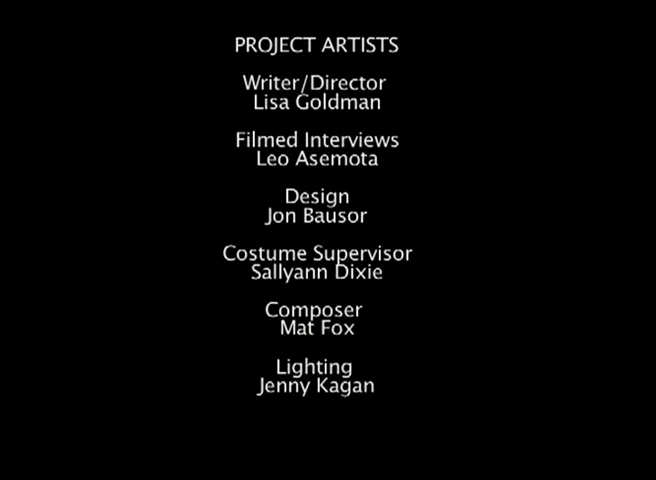 PROJECT ARTISTS
Writer/Director
Lisa Goldman
Filmed Interviews
Leo Asemota
Design
Jon Bausor
Costume Supervisor
Sallyann Dixie
Composer
Mat Fox
Lighting
Jenny Kagan